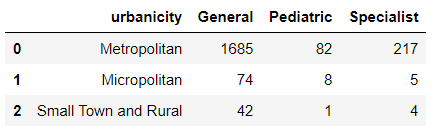 urbanicity General Pediatric Specialist
0 Metropolitan 1685 82 217
1 Micropolitan 74 8 5
2 Small Town and Rural 42 1 4